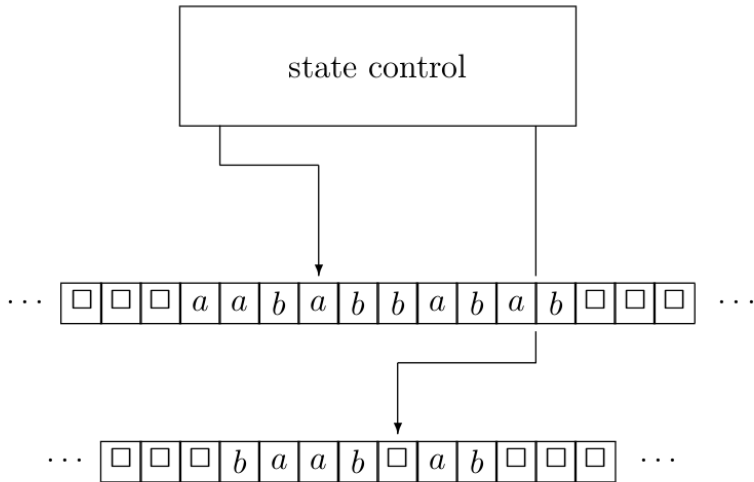 state control
··· □ □ □ a a b a b b a b a b □ □ □ ···
··· □ □ □ b a a b □ a b □ □ □ ···